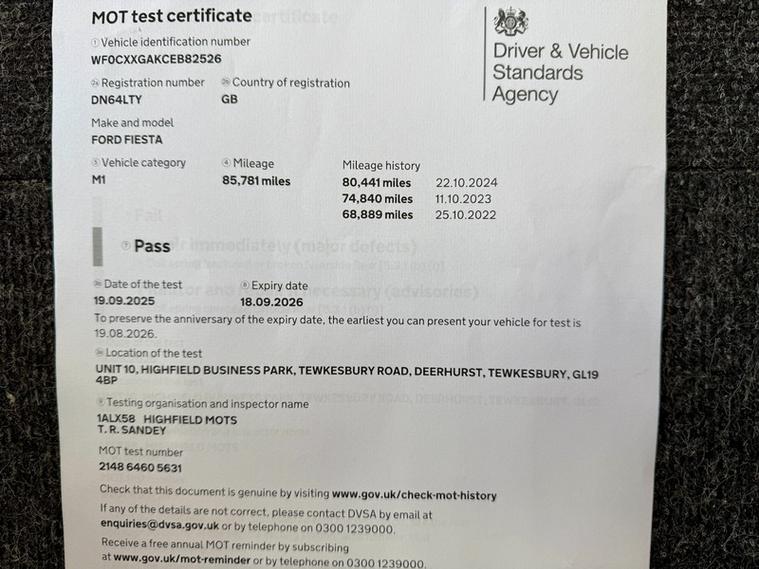 MOT test certificate
① Vehicle identification number
WF0CXXGAKCEB82526
Registration number Country of registration
DN64LTY GB
Make and model
FORD FIESTA
Driver & Vehicle
Standards
Agency
③ Vehicle category ④ Mileage Mileage history
M1 85,781 miles 80,441 miles 22.10.2024
74,840 miles 11.10.2023
68,889 miles 25.10.2022
Fail
Pass
Date of the test Expiry date
19.09.2025 18.09.2026
To preserve the anniversary of the expiry date, the earliest you can present your vehicle for test is
19.08.2026.
Location of the test
UNIT 10, HIGHFIELD BUSINESS PARK, TEWKESBURY ROAD, DEERHURST, TEWKESBURY, GL19
4BP
Testing organisation and inspector name
1ALX58 HIGHFIELD MOTS
T. R. SANDEY
MOT test number
2148 6460 5631
Check that this document is genuine by visiting www.gov.uk/check-mot-history
If any of the details are not correct, please contact DVSA by email at
enquiries@dvsa.gov.uk or by telephone on 0300 1239000.
Receive a free annual MOT reminder by subscribing
at www.gov.uk/mot-reminder or by telephone on 0300 1239000.